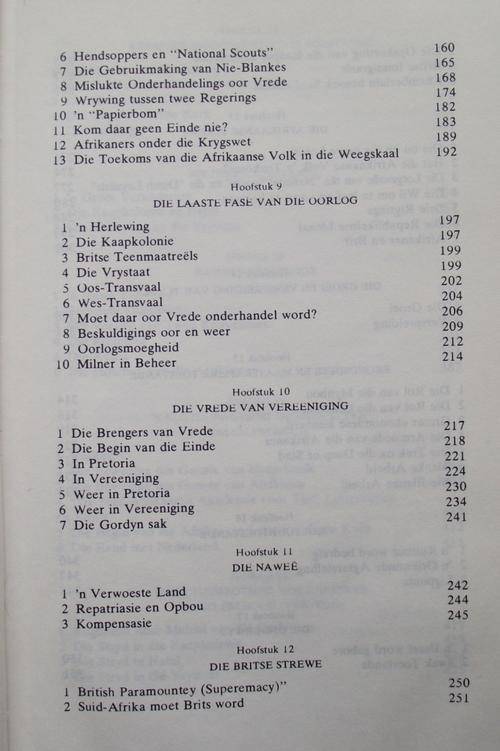 6 Hendsoppers en "National Scouts" 160
7 Die Gebruikmaking van Nie-Blankes 165
8 Mislukte Onderhandelings oor Vrede 168
9 Wrywing tussen twee Regerings 174
10 'n "Papierbom" 182
11 Kom daar geen Einde nie? 183
12 Afrikaners onder die Krygswet 189
13 Die Toekoms van die Afrikaanse Volk in die Weegskaal 192
Hoofstuk 9
DIE LAASTE FASE VAN DIE OORLOG
1 'n Herlewing 197
2 Die Kaapkolonie 197
3 Britse Teenmaatreëls 199
4 Die Vrystaat 199
5 Oos-Transvaal 202
6 Wes-Transvaal 204
7 Moet daar oor Vrede onderhandel word? 206
8 Beskuldigings oor en weer 209
9 Oorlogsmoegheid 212
10 Milner in Beheer 214
Hoofstuk 10
DIE VREDE VAN VEREENIGING
1 Die Brengers van Vrede 217
2 Die Begin van die Einde 218
3 In Pretoria 221
4 In Vereeniging 224
5 Weer in Pretoria 230
6 Weer in Vereeniging 234
7 Die Gordyn sak 241
Hoofstuk 11
DIE NAWEË
1 'n Verwoeste Land 242
2 Repatriasie en Opbou 244
3 Kompensasie 245
Hoofstuk 12
DIE BRITSE STREWE
1 British Paramountey (Superemacy)" 250
2 Suid-Afrika moet Brits word 251